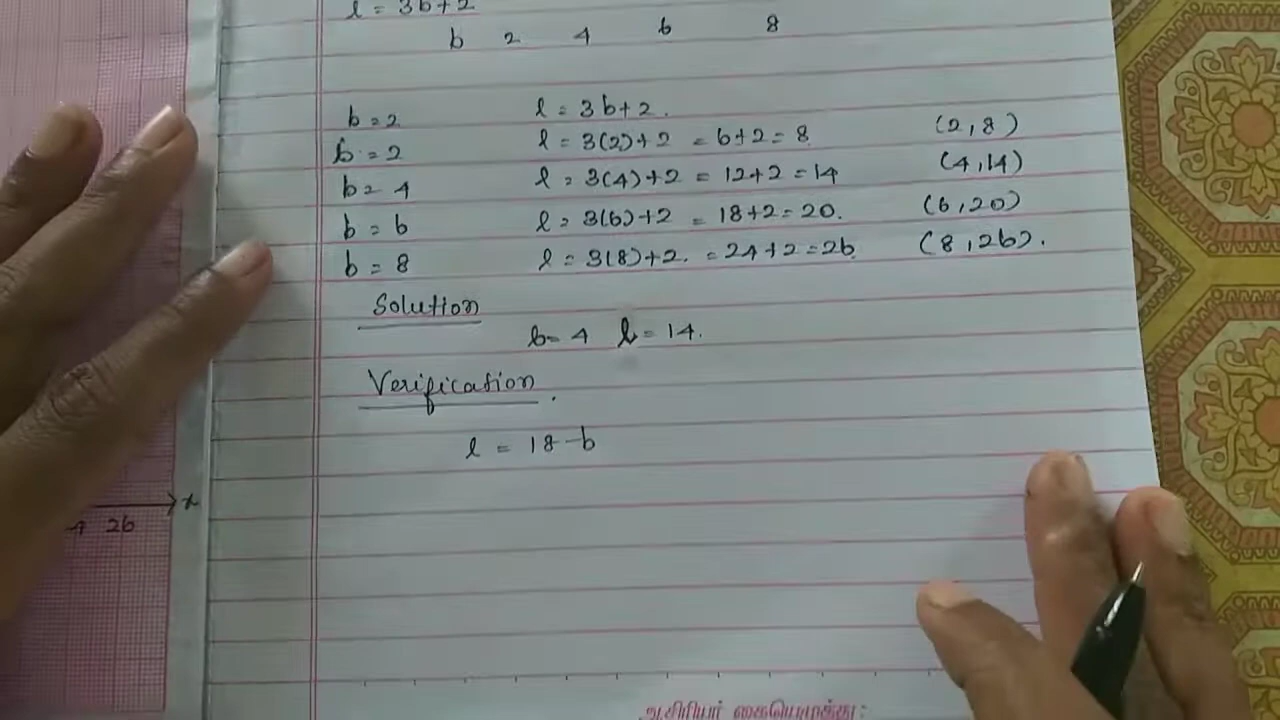 l = 3b+2
b 2 4 6 8
b = 2 l = 3b+2.
b = 2 l = 3(2)+2 = 6+2 = 8. (2,8)
b = 4 l = 3(4)+2 = 12+2 = 14 (4,14)
b = 6 l = 3(6)+2 = 18+2 = 20. (6,20)
b = 8 l = 3(8)+2. = 24+2 = 26. (8,26).
Solution
b = 4 l = 14.
Verification.
l = 18-b
x
26
ஆசிரியர் கையெழுத்து: